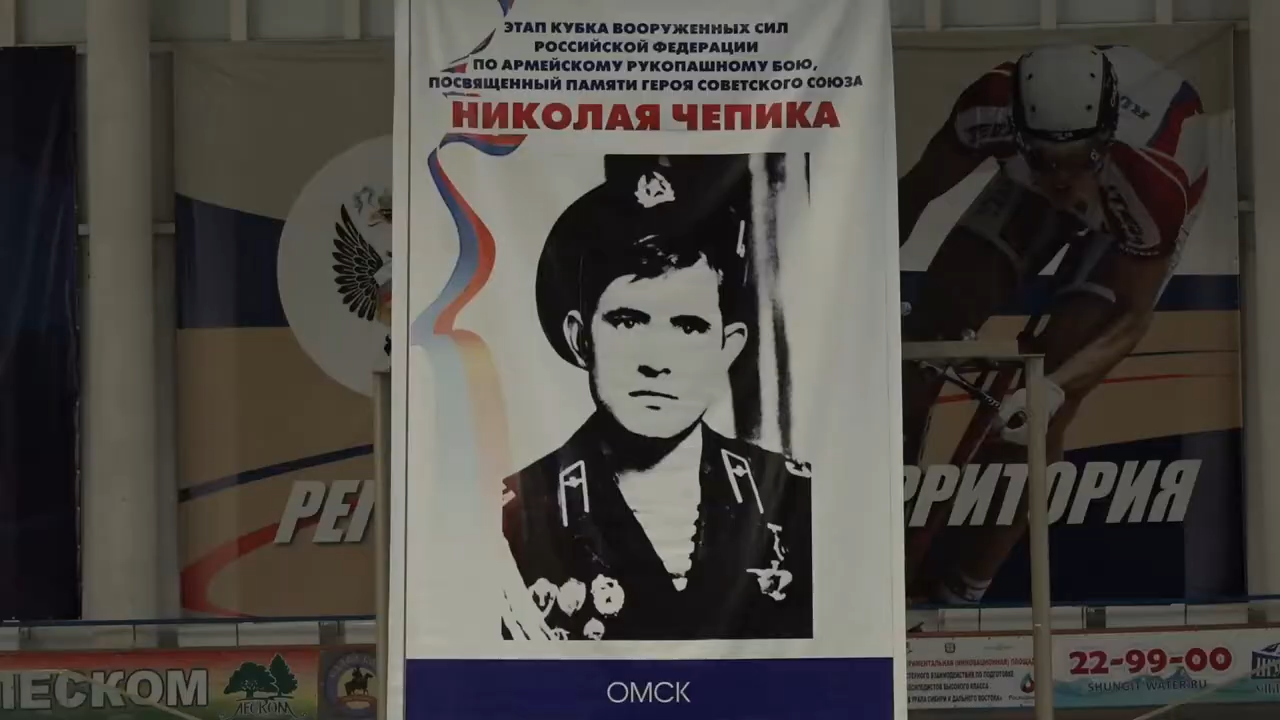 ЭТАП КУБКА ВООРУЖЕННЫХ СИЛ
РОССИЙСКОЙ ФЕДЕРАЦИИ
ПО АРМЕЙСКОМУ РУКОПАШНОМУ БОЮ,
ПОСВЯЩЕННЫЙ ПАМЯТИ ГЕРОЯ СОВЕТСКОГО СОЮЗА
НИКОЛАЯ ЧЕПИКА
РЕГ
РРИТОРИЯ
ЛЕСКОМ
ЛЕСКОМ
ОМСК
22-99-00
SHUNGIT-WATER.RU